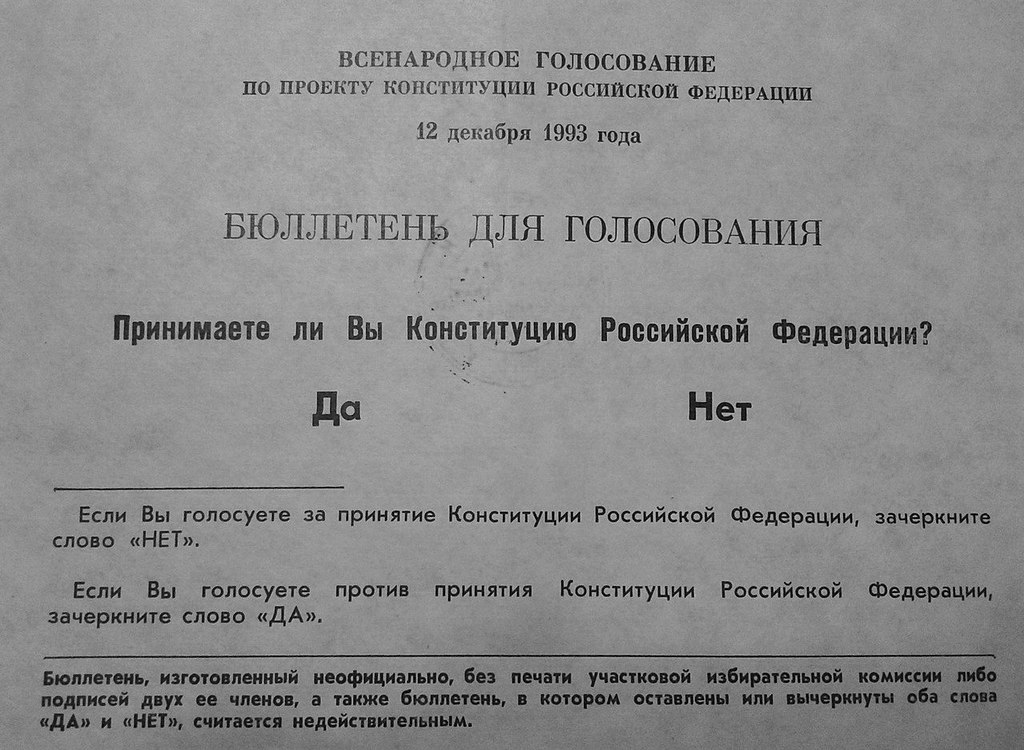 ВСЕНАРОДНОЕ ГОЛОСОВАНИЕ
ПО ПРОЕКТУ КОНСТИТУЦИИ РОССИЙСКОЙ ФЕДЕРАЦИИ
12 декабря 1993 года
БЮЛЛЕТЕНЬ ДЛЯ ГОЛОСОВАНИЯ
Принимаете ли Вы Конституцию Российской Федерации?
Да Нет
Если Вы голосуете за принятие Конституции Российской Федерации, зачеркните
слово «НЕТ».
Если Вы голосуете против принятия Конституции Российской Федерации,
зачеркните слово «ДА».
Бюллетень, изготовленный неофициально, без печати участковой избирательной комиссии либо
подписей двух ее членов, а также бюллетень, в котором оставлены или вычеркнуты оба слова
«ДА» и «НЕТ», считается недействительным.